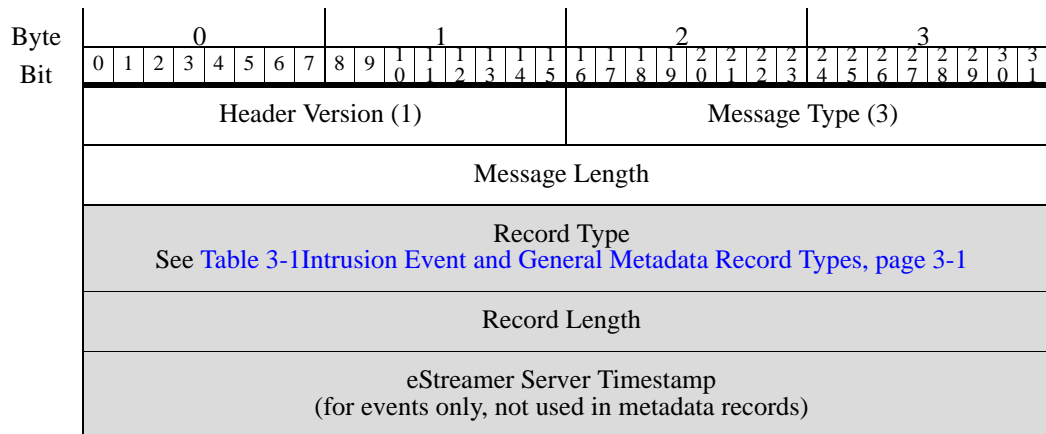 Byte 0 1 2 3
Bit 0 1 2 3 4 5 6 7 8 9 10 11 12 13 14 15 16 17 18 19 20 21 22 23 24 25 26 27 28 29 30 31
Header Version (1) Message Type (3)
Message Length
Record Type
See Table 3-1Intrusion Event and General Metadata Record Types, page 3-1
Record Length
eStreamer Server Timestamp
(for events only, not used in metadata records)